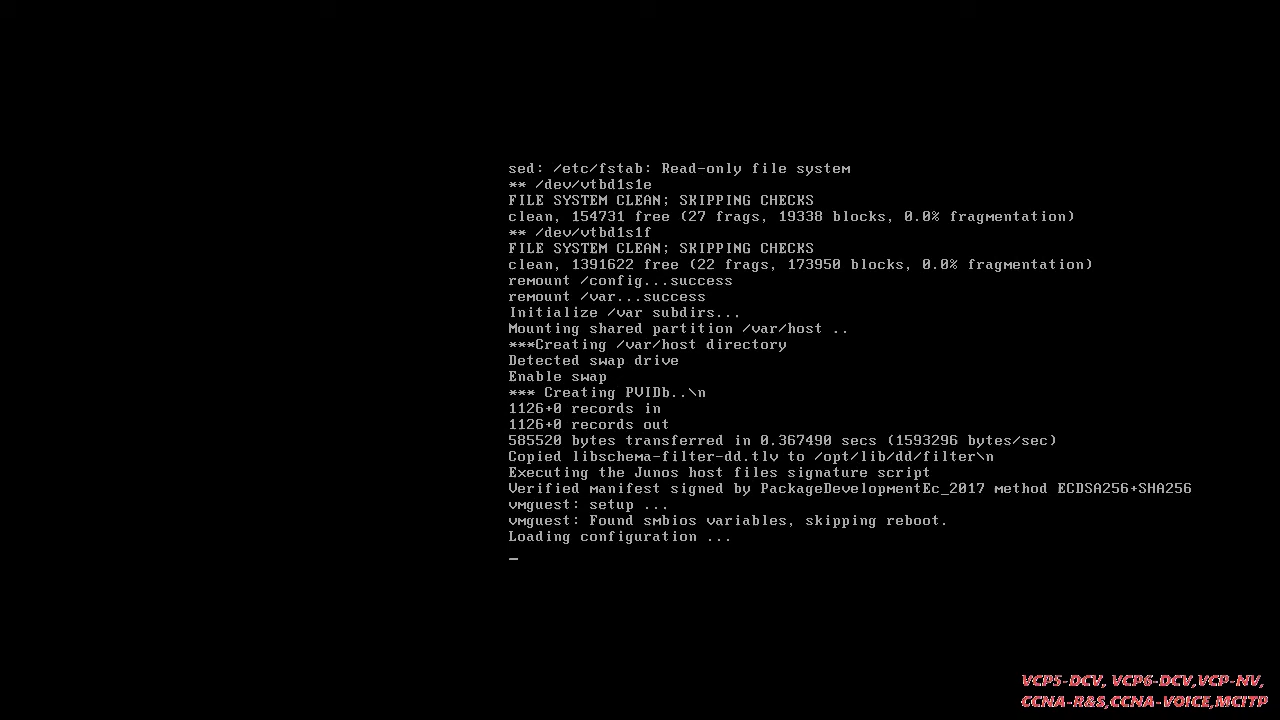 sed: /etc/fstab: Read-only file system
** /dev/vtbd1s1e
FILE SYSTEM CLEAN; SKIPPING CHECKS
clean, 154731 free (27 frags, 19338 blocks, 0.0% fragmentation)
** /dev/vtbd1s1f
FILE SYSTEM CLEAN; SKIPPING CHECKS
clean, 1391622 free (22 frags, 173950 blocks, 0.0% fragmentation)
remount /config...success
remount /var...success
Initialize /var subdirs...
Mounting shared partition /var/host ..
***Creating /var/host directory
Detected swap drive
Enable swap
*** Creating PVIDb..\n
1126+0 records in
1126+0 records out
585520 bytes transferred in 0.367490 secs (1593296 bytes/sec)
Copied libschema-filter-dd.tlv to /opt/lib/dd/filter\n
Executing the Junos host files signature script
Verified manifest signed by PackageDevelopmentEc_2017 method ECDSA256+SHA256
vmguest: setup ...
vmguest: Found smbios variables, skipping reboot.
Loading configuration ...
_
VCP5-DCV, VCP6-DCV,VCP-NV,
CCNA-R&S,CCNA-VOICE,MCITP